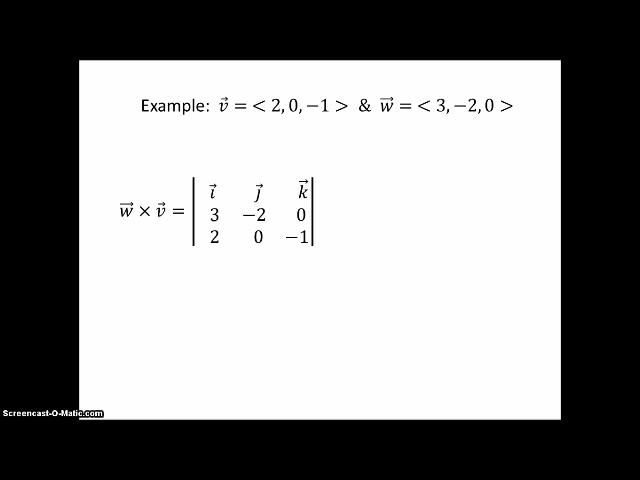 Example: v⃗ = < 2, 0, −1 > & w⃗ = < 3, −2, 0 >
w⃗ × v⃗ = | i⃗ j⃗ k⃗ |
| 3 −2 0 |
| 2 0 −1 |
Screencast-O-Matic.com